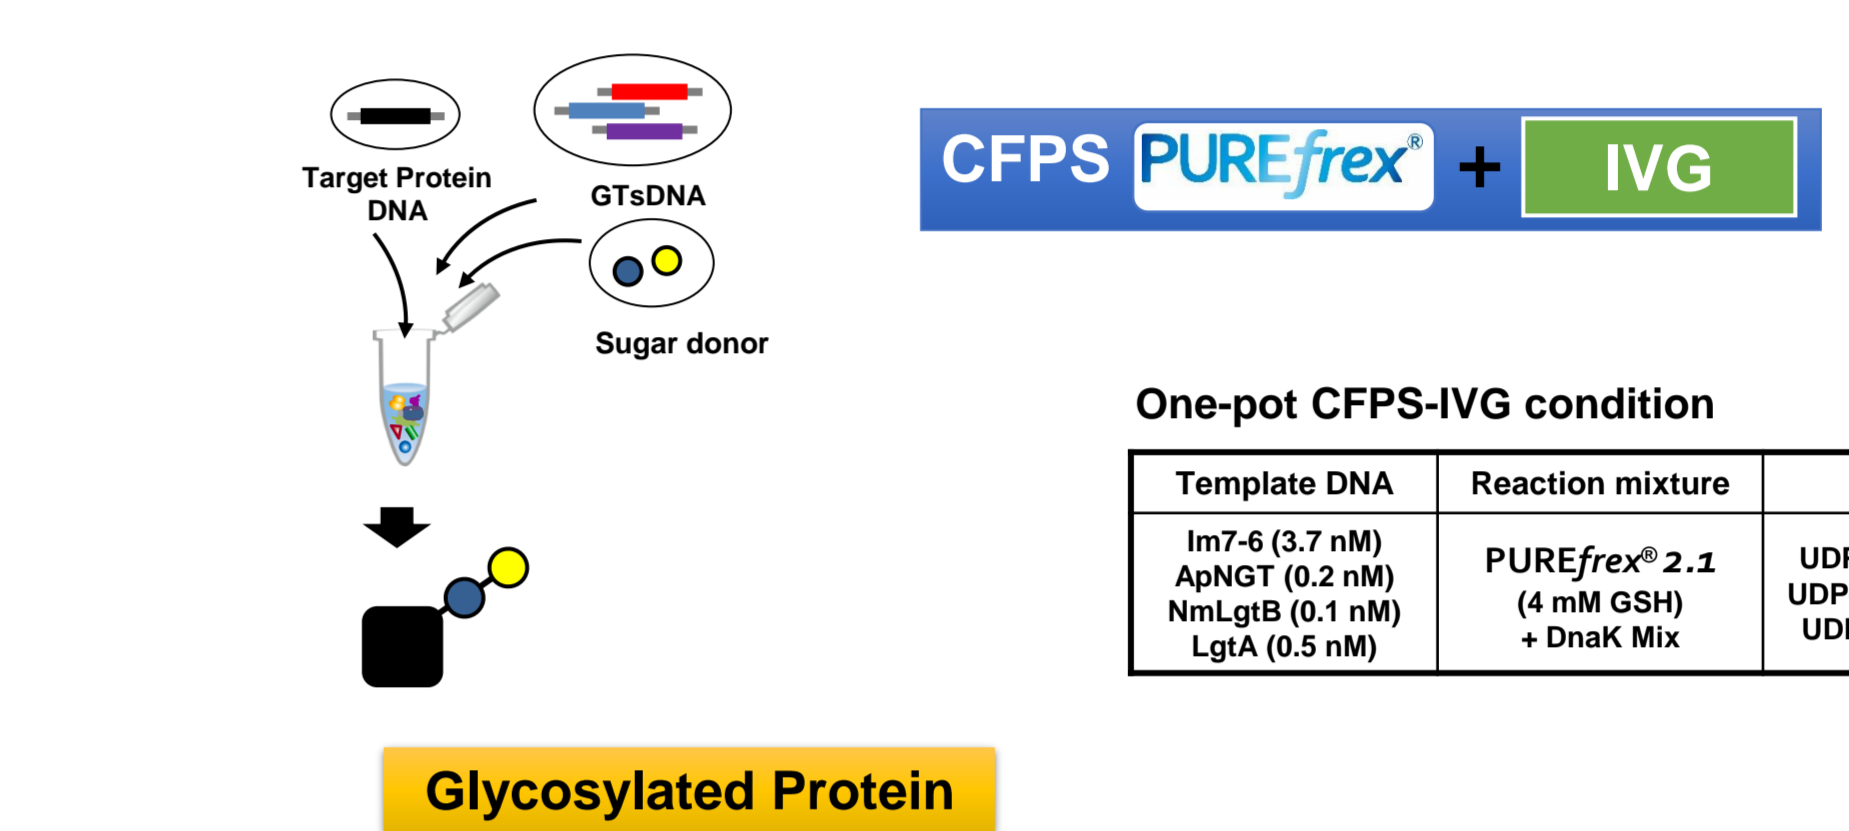 Target Protein
DNA
GTsDNA
Sugar donor
CFPS PUREfrex® + IVG
One-pot CFPS-IVG condition
Template DNA
Reaction mixture
Im7-6 (3.7 nM)
ApNGT (0.2 nM)
NmLgtB (0.1 nM)
LgtA (0.5 nM)
PUREfrex® 2.1
(4 mM GSH)
+ DnaK Mix
Glycosylated Protein